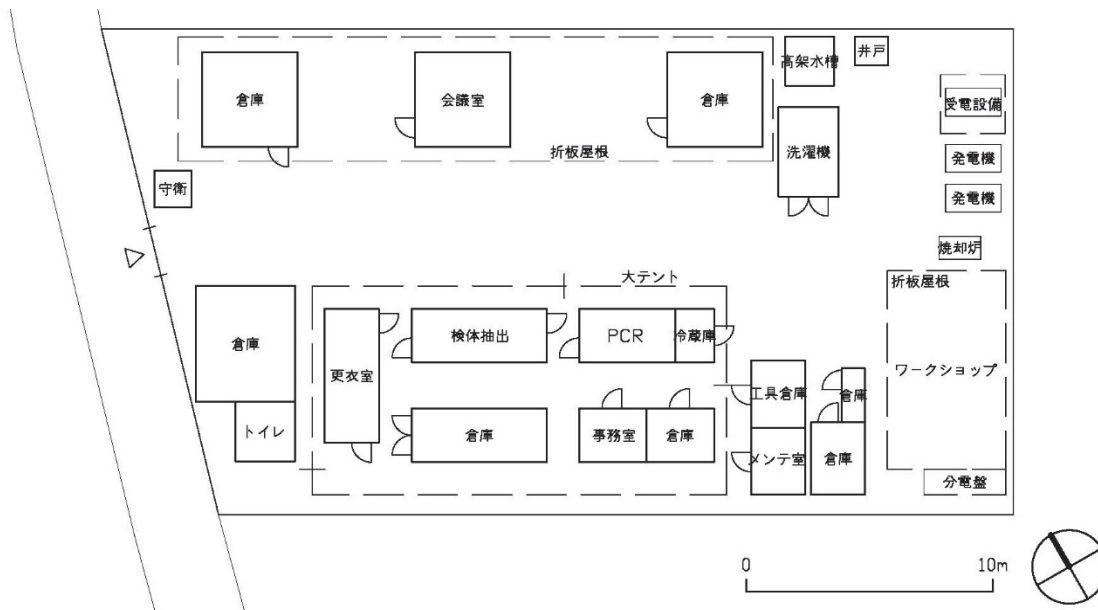 倉庫
会議室
倉庫
折板屋根
高架水槽
井戸
洗濯機
受電設備
発電機
発電機
焼却炉
守衛
倉庫
トイレ
大テント
更衣室
検体抽出
PCR
冷蔵庫
倉庫
事務室
倉庫
工具倉庫
メンテ室
倉庫
倉庫
折板屋根
ワークショップ
分電盤
0
10m